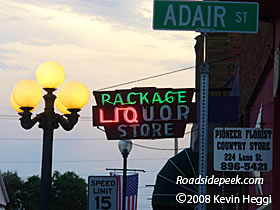 ADAIR ST
PACKAGE
LIQUOR
STORE
PIONEER FLORIST
COUNTRY STORE
224 Lane St.
896-5421
SPEED
LIMIT
15
Roadsidepeek.com
©2008 Kevin Heggi